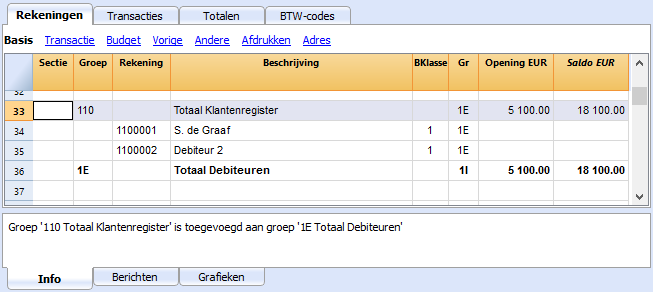 Rekeningen Transacties Totalen BTW-codes
Basis Transactie Budget Vorige Andere Afdrukken Adres
Sectie Groep Rekening Beschrijving BKlasse Gr Opening EUR Saldo EUR
32
33 110 Totaal Klantenregister 1E 5 100.00 18 100.00
34 1100001 S. de Graaf 1 1E
35 1100002 Debiteur 2 1 1E
36 1E Totaal Debiteuren 1I 5 100.00 18 100.00
37
Groep '110 Totaal Klantenregister' is toegevoegd aan groep '1E Totaal Debiteuren'
Info Berichten Grafieken